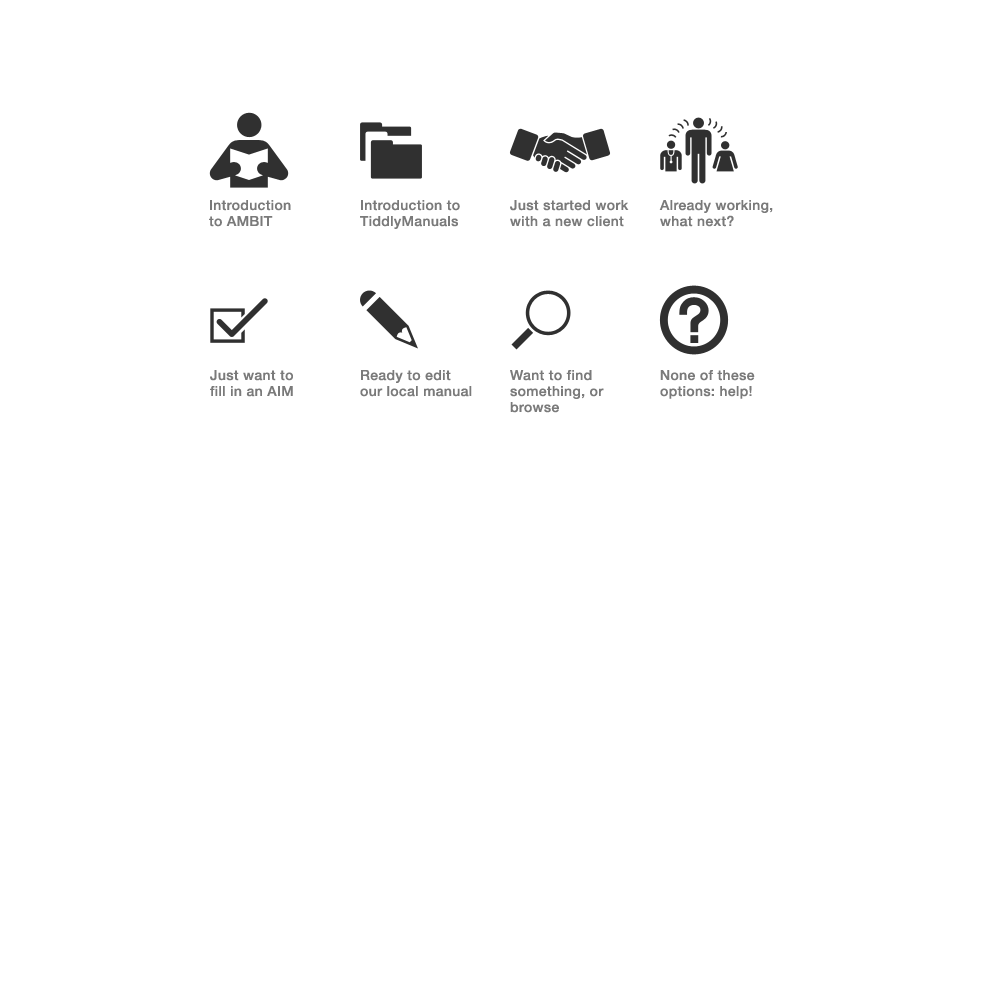 Introduction
to AMBIT
Introduction to
TiddlyManuals
Just started work
with a new client
Already working,
what next?
Just want to
fill in an AIM
Ready to edit
our local manual
Want to find
something, or
browse
None of these
options: help!